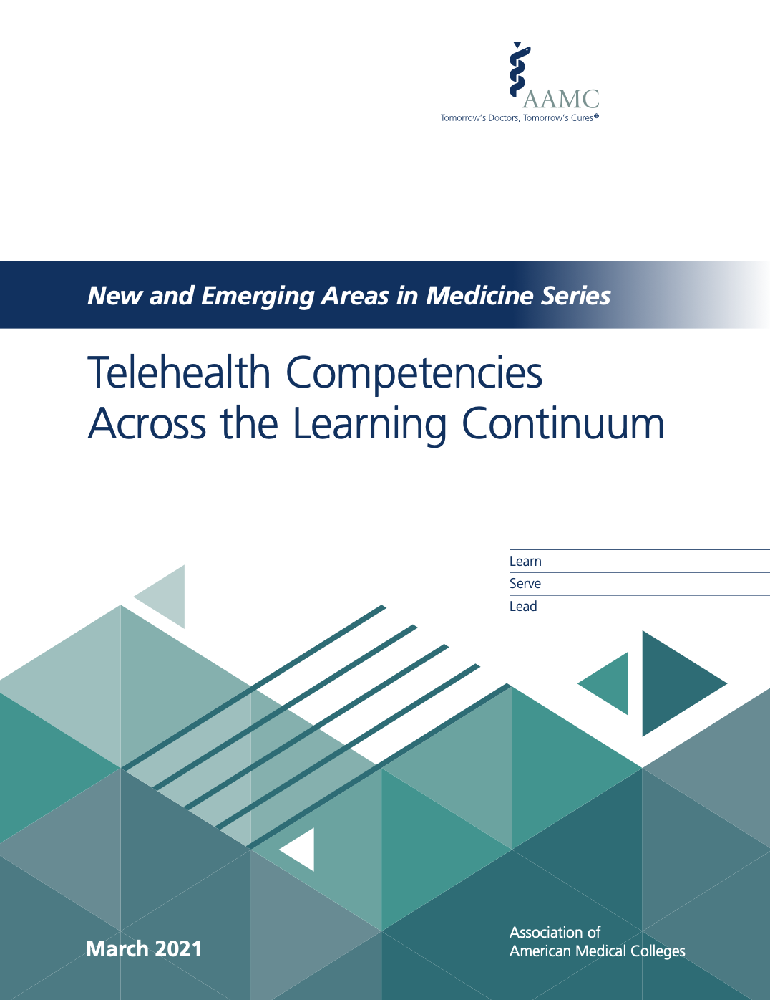 AAMC
Tomorrow's Doctors, Tomorrow's Cures®
New and Emerging Areas in Medicine Series
Telehealth Competencies
Across the Learning Continuum
Learn
Serve
Lead
March 2021
Association of
American Medical Colleges